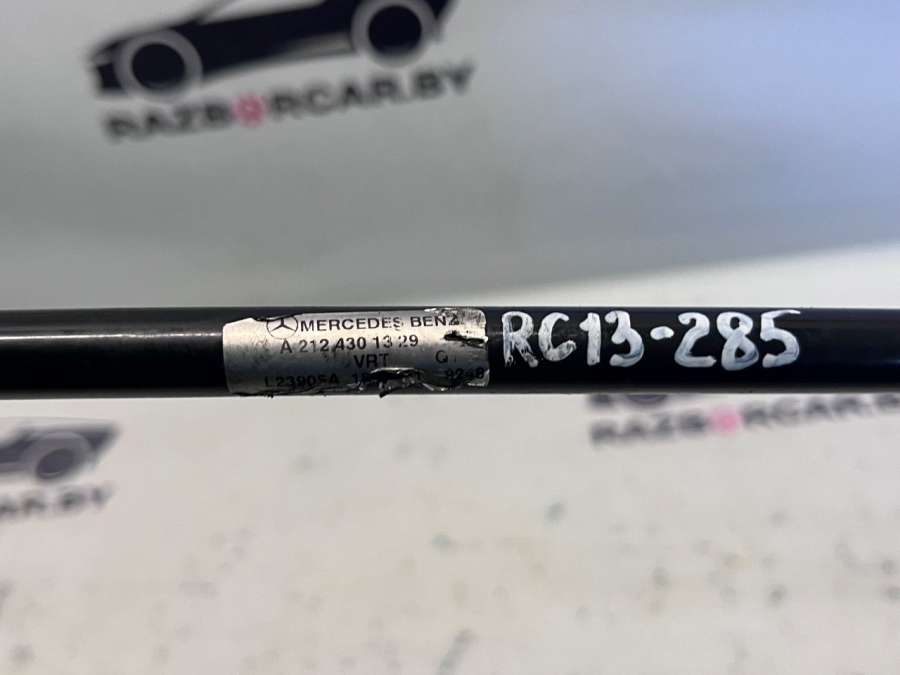 RAZBORCAR.BY
MERCEDES BENZ
A 212 430 13 29
VRT
RC13-285
RAZBORCAR.BY
CAR.BY